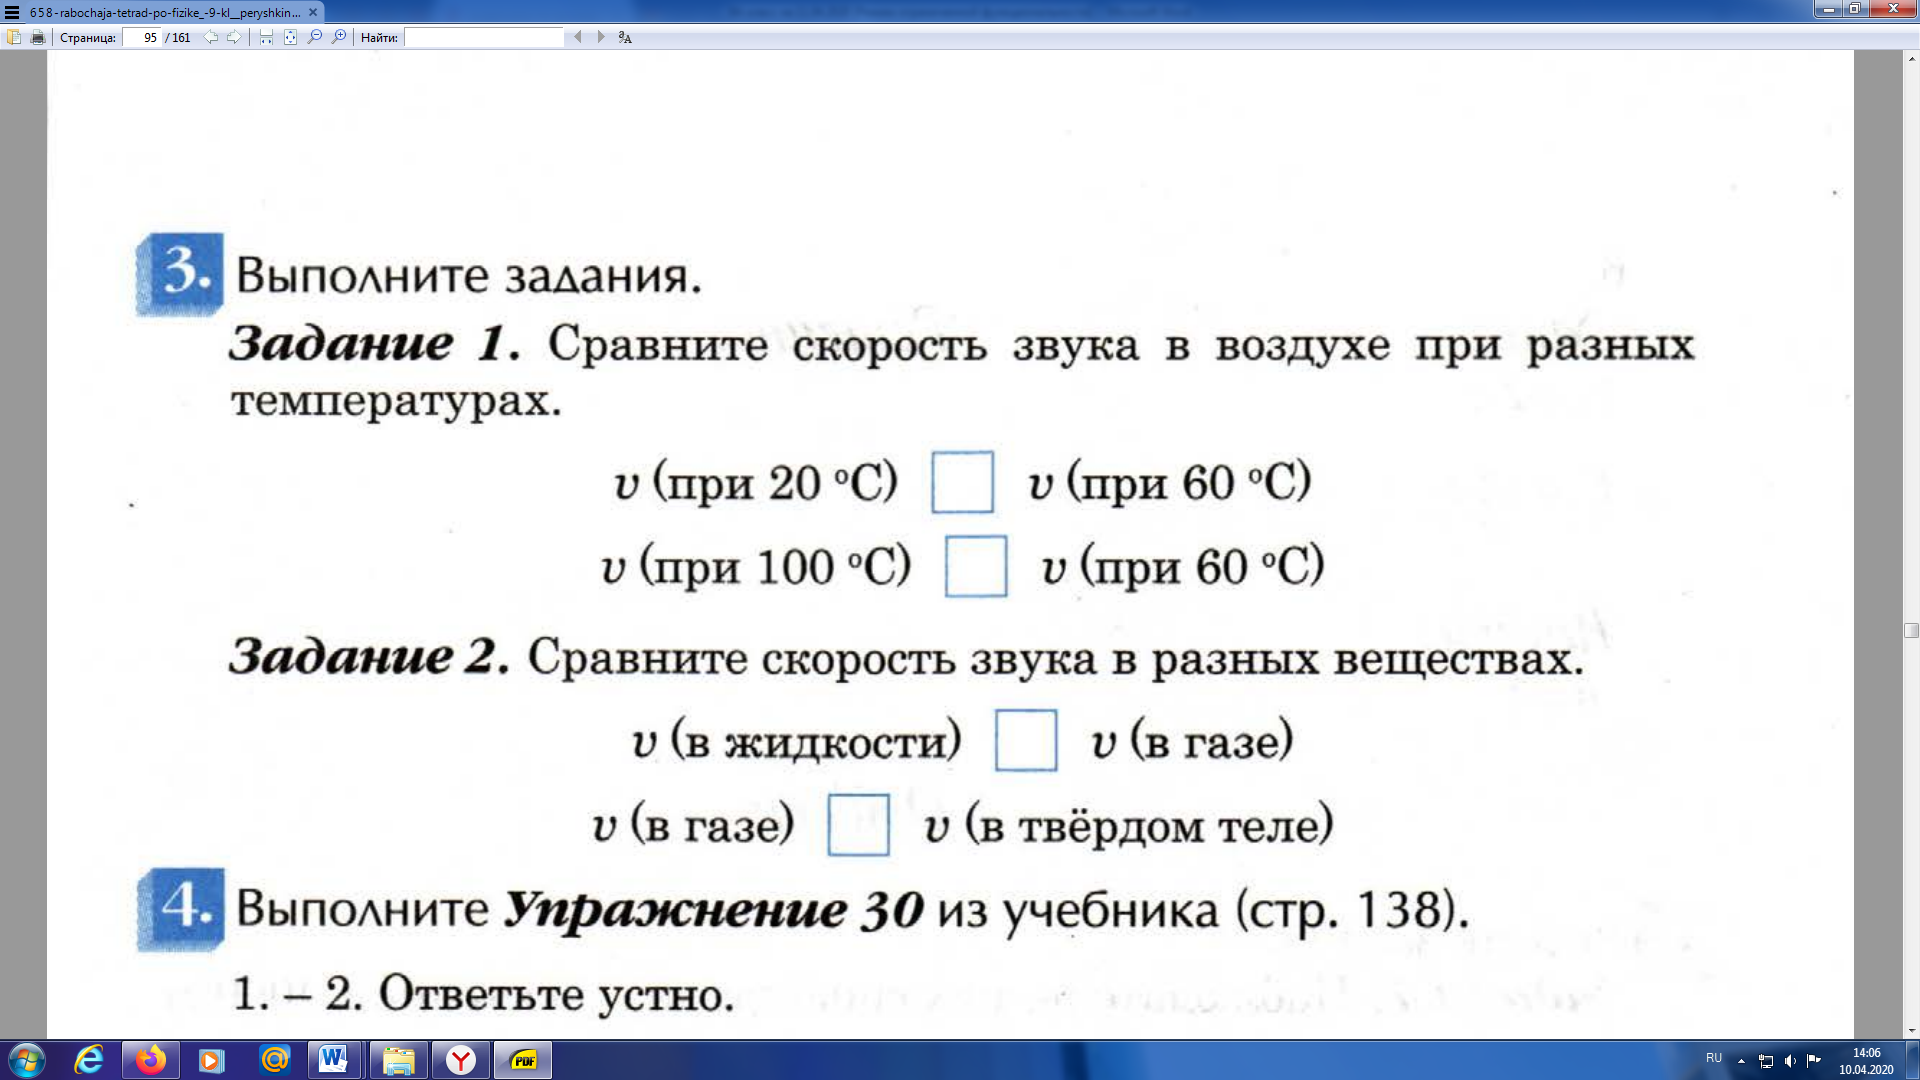 658-rabochaja-tetrad-po-fizike_-9-kl__peryshkin...
Страница: 95 / 161 Найти:
3. Выполните задания.
Задание 1. Сравните скорость звука в воздухе при разных
температурах.
v (при 20 °С) v (при 60 °С)
v (при 100 °С) v (при 60 °С)
Задание 2. Сравните скорость звука в разных веществах.
v (в жидкости) v (в газе)
v (в газе) v (в твёрдом теле)
4. Выполните Упражнение 30 из учебника (стр. 138).
1. – 2. Ответьте устно.
PDF
RU
14:06
10.04.2020